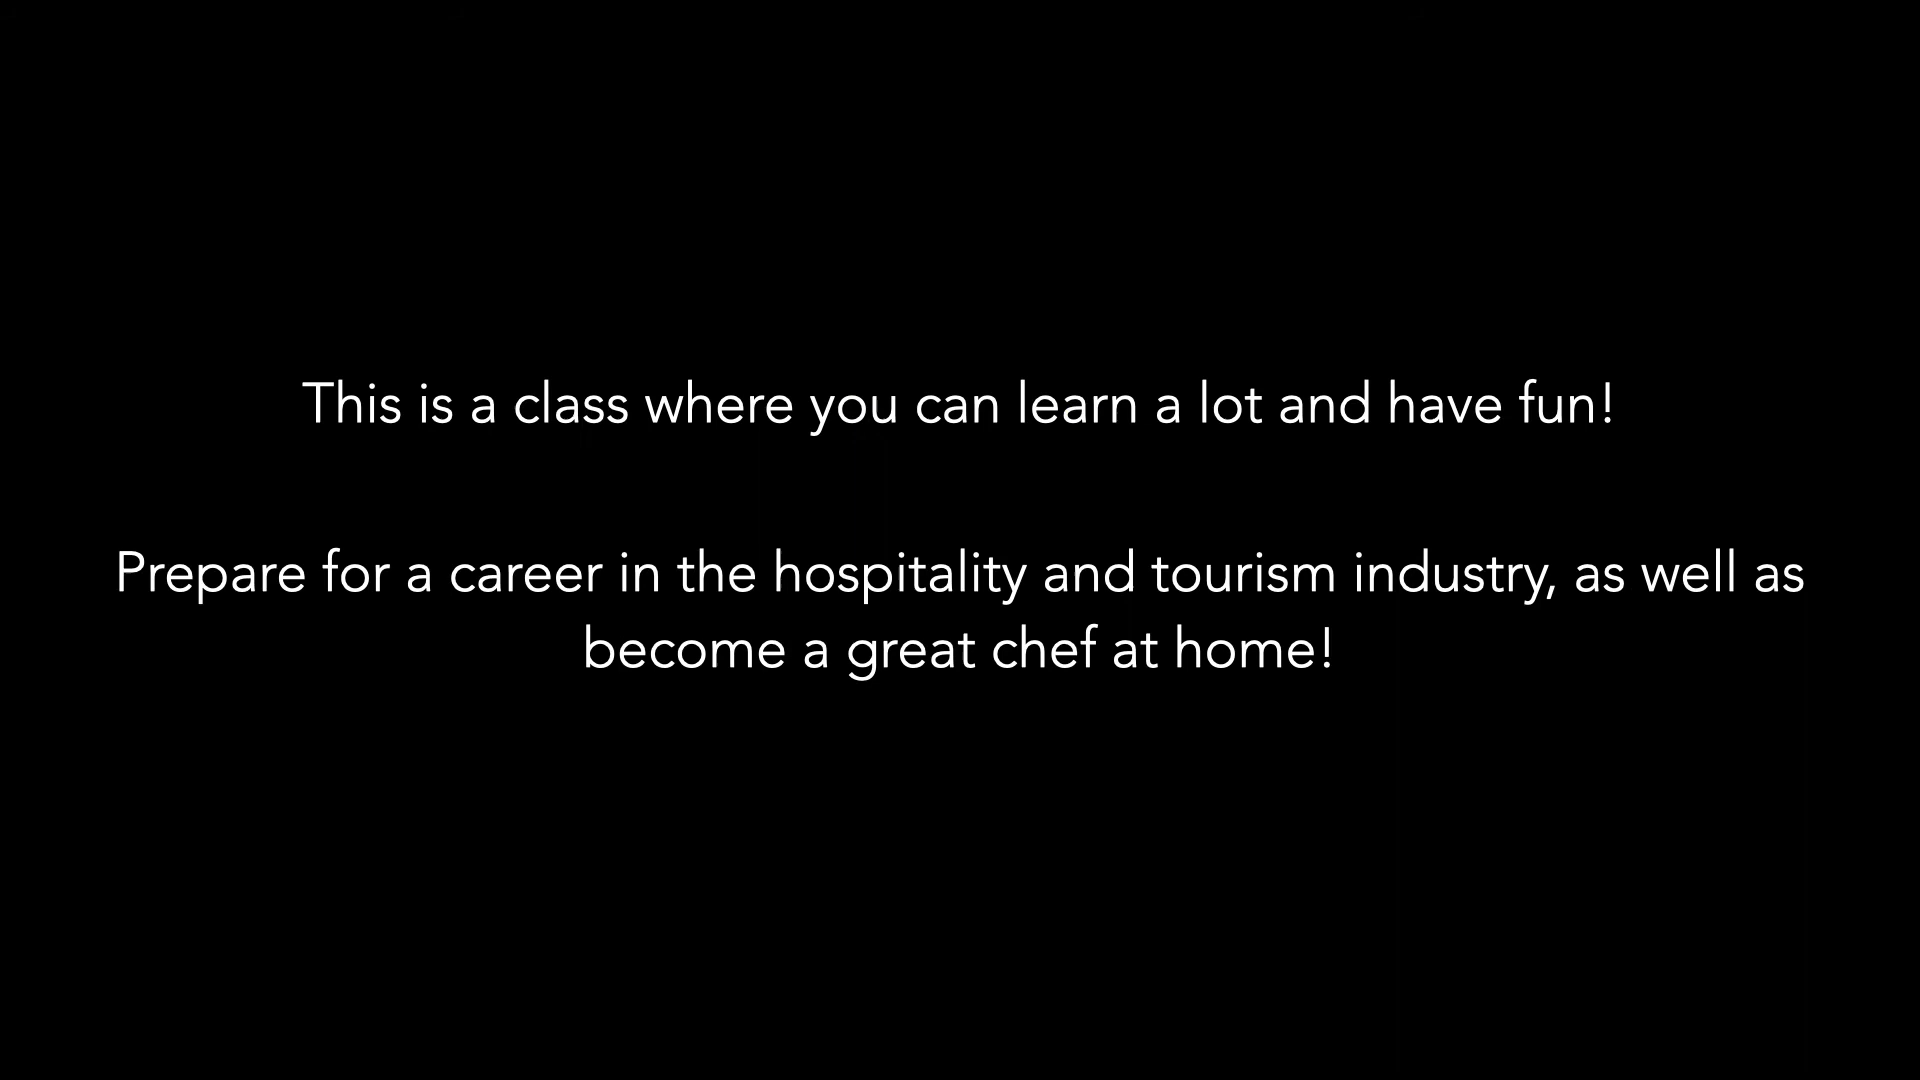 This is a class where you can learn a lot and have fun!
Prepare for a career in the hospitality and tourism industry, as well as
become a great chef at home!